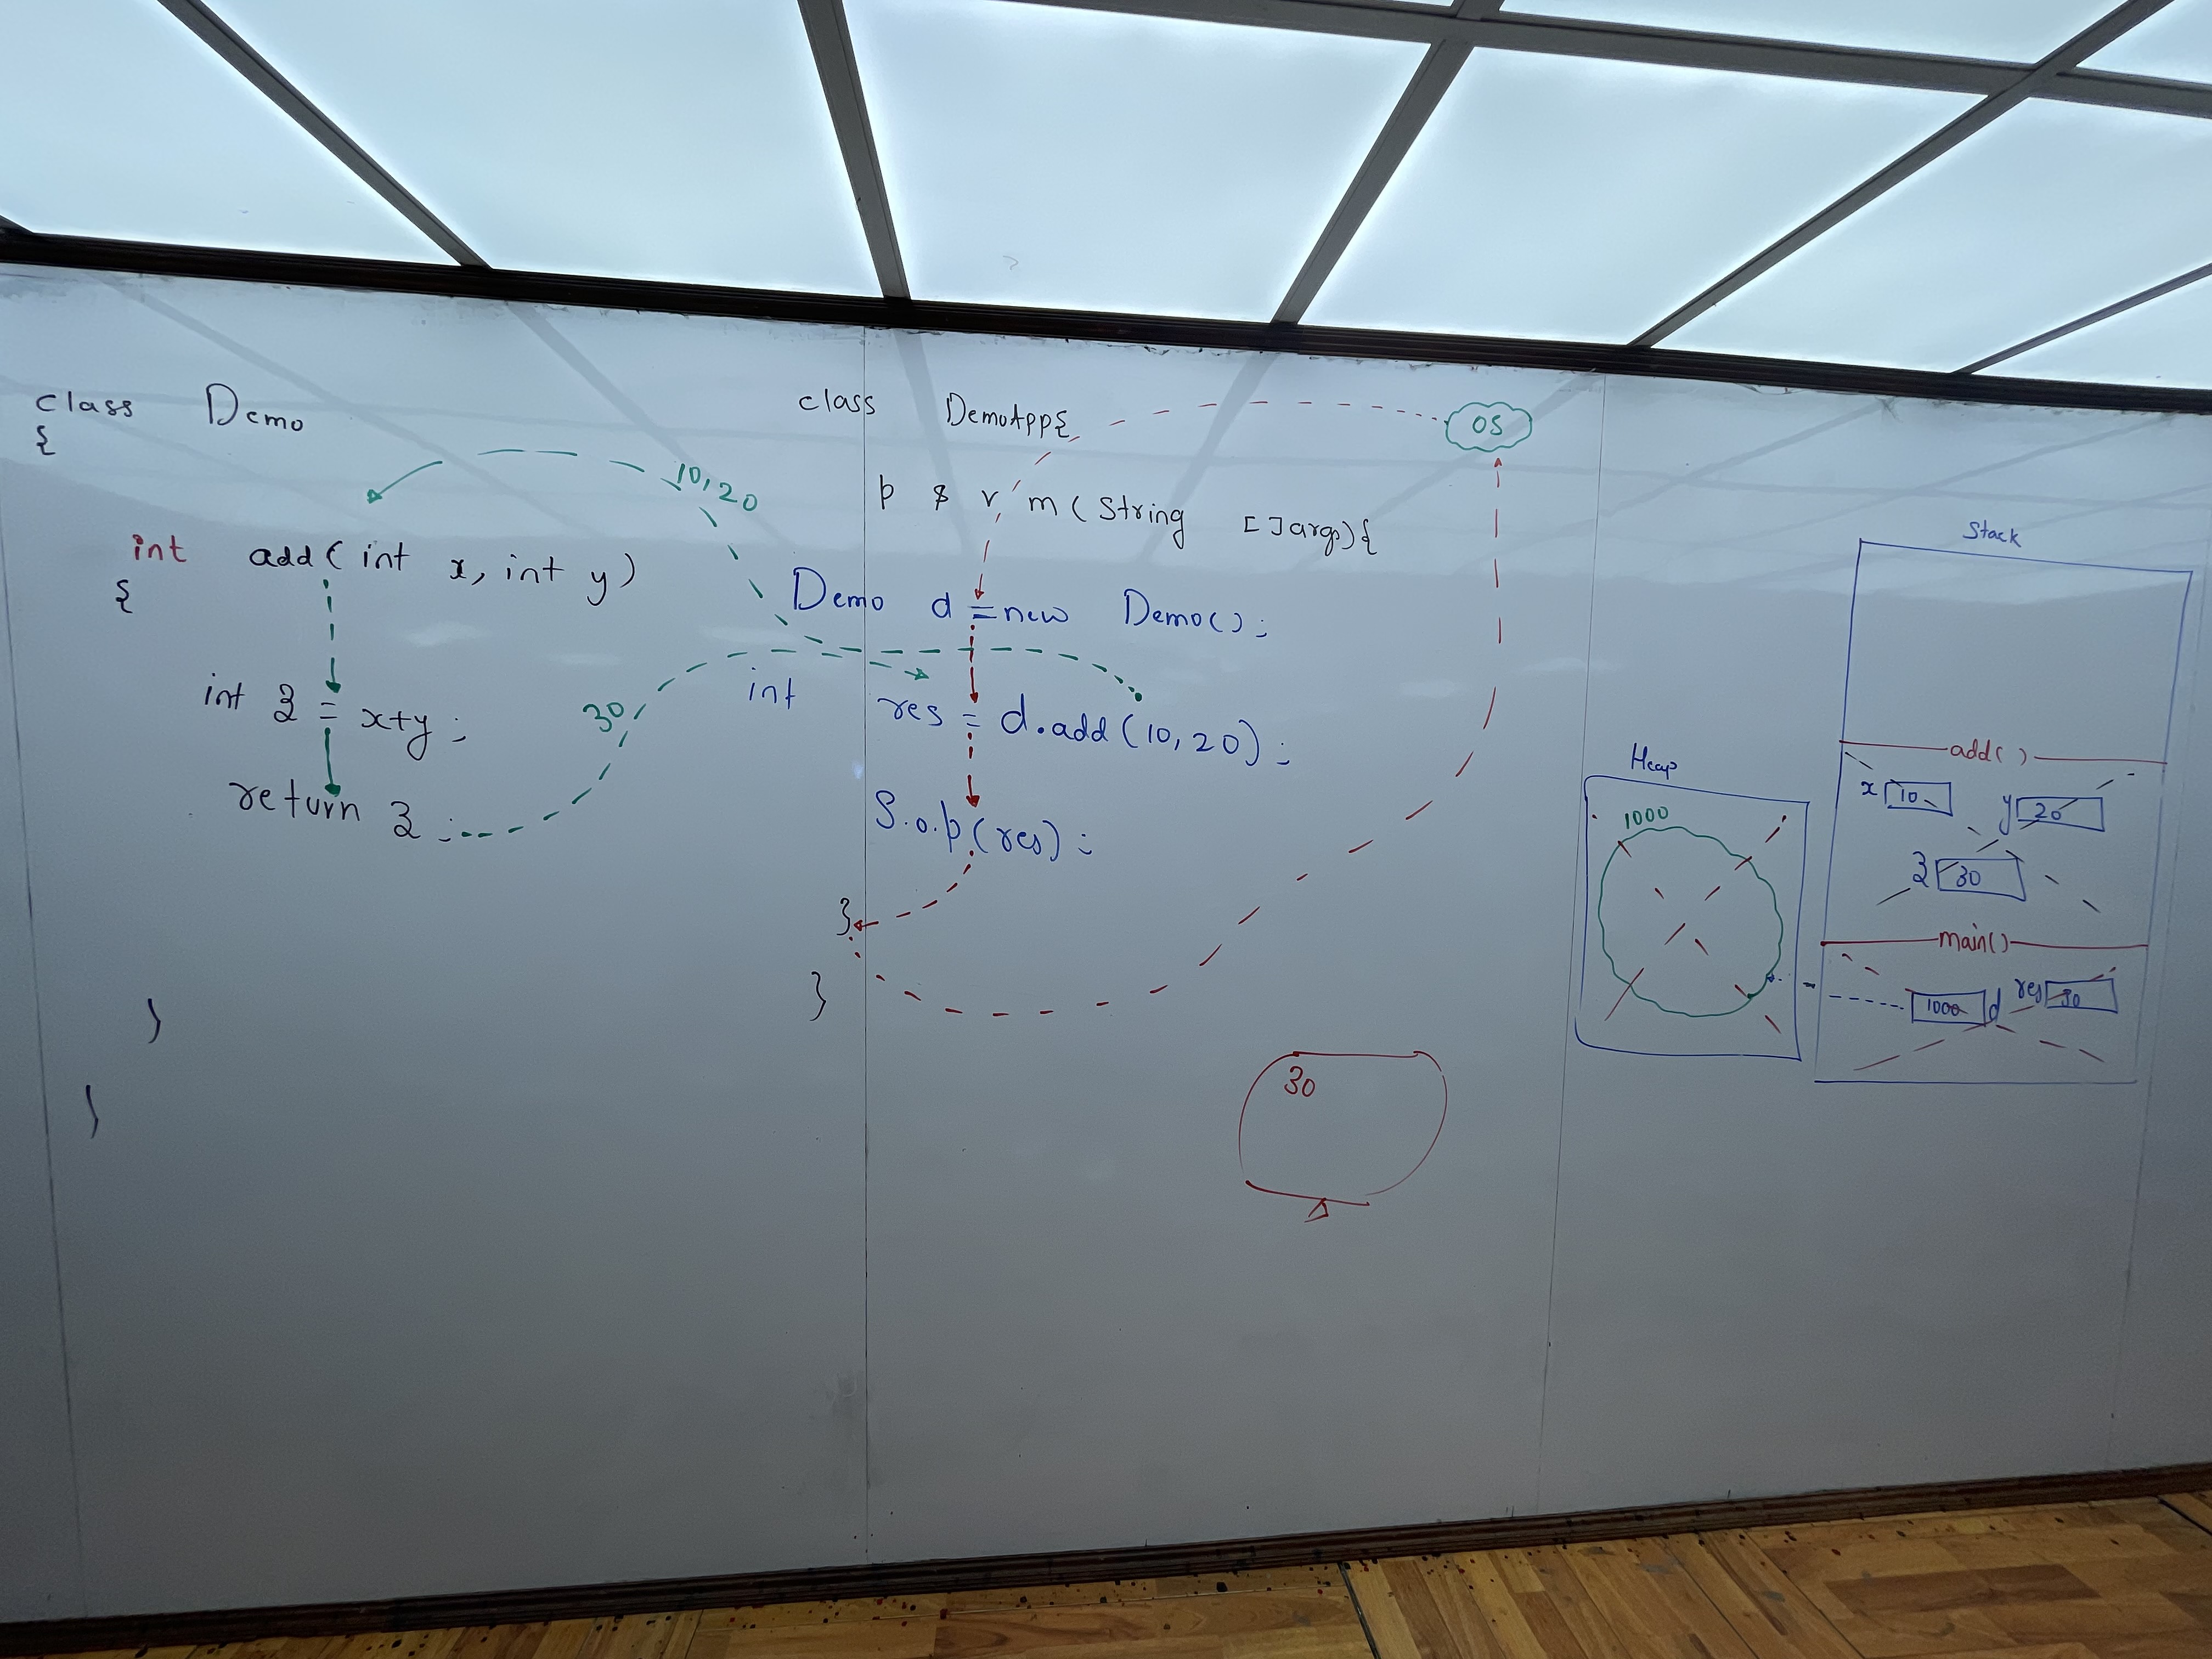 class Demo
{
int add( int x, int y)
{
int z = x+y ;
return z ;
}
}
10,20
30
class DemoApp{
p s v m ( String []args){
Demo d = new Demo();
int res = d.add(10,20);
S.o.p(res);
}
}
OS
30
Heap
1000
Stack
add()
x 10 y 20
z 30
main()
1000 d res 30